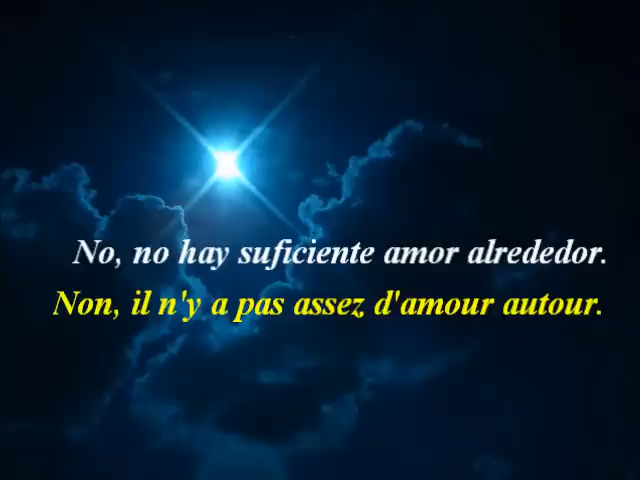 No, no hay suficiente amor alrededor.
Non, il n'y a pas assez d'amour autour.